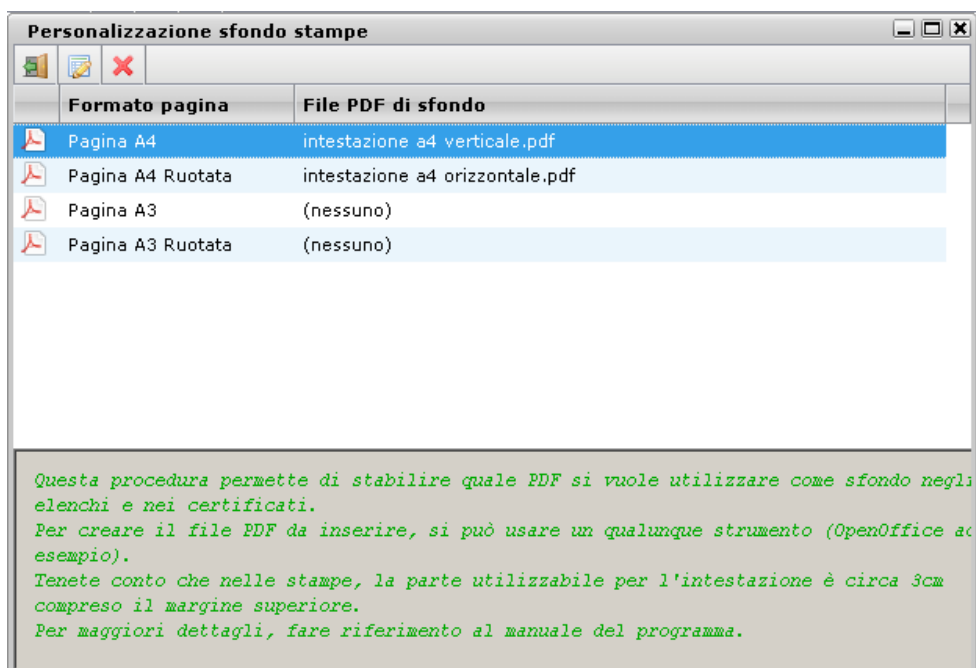 Personalizzazione sfondo stampe
Formato pagina File PDF di sfondo
Pagina A4 intestazione a4 verticale.pdf
Pagina A4 Ruotata intestazione a4 orizzontale.pdf
Pagina A3 (nessuno)
Pagina A3 Ruotata (nessuno)
Questa procedura permette di stabilire quale PDF si vuole utilizzare come sfondo negli
elenchi e nei certificati.
Per creare il file PDF da inserire, si può usare un qualunque strumento (OpenOffice ad
esempio).
Tenete conto che nelle stampe, la parte utilizzabile per l'intestazione è circa 3cm
compreso il margine superiore.
Per maggiori dettagli, fare riferimento al manuale del programma.